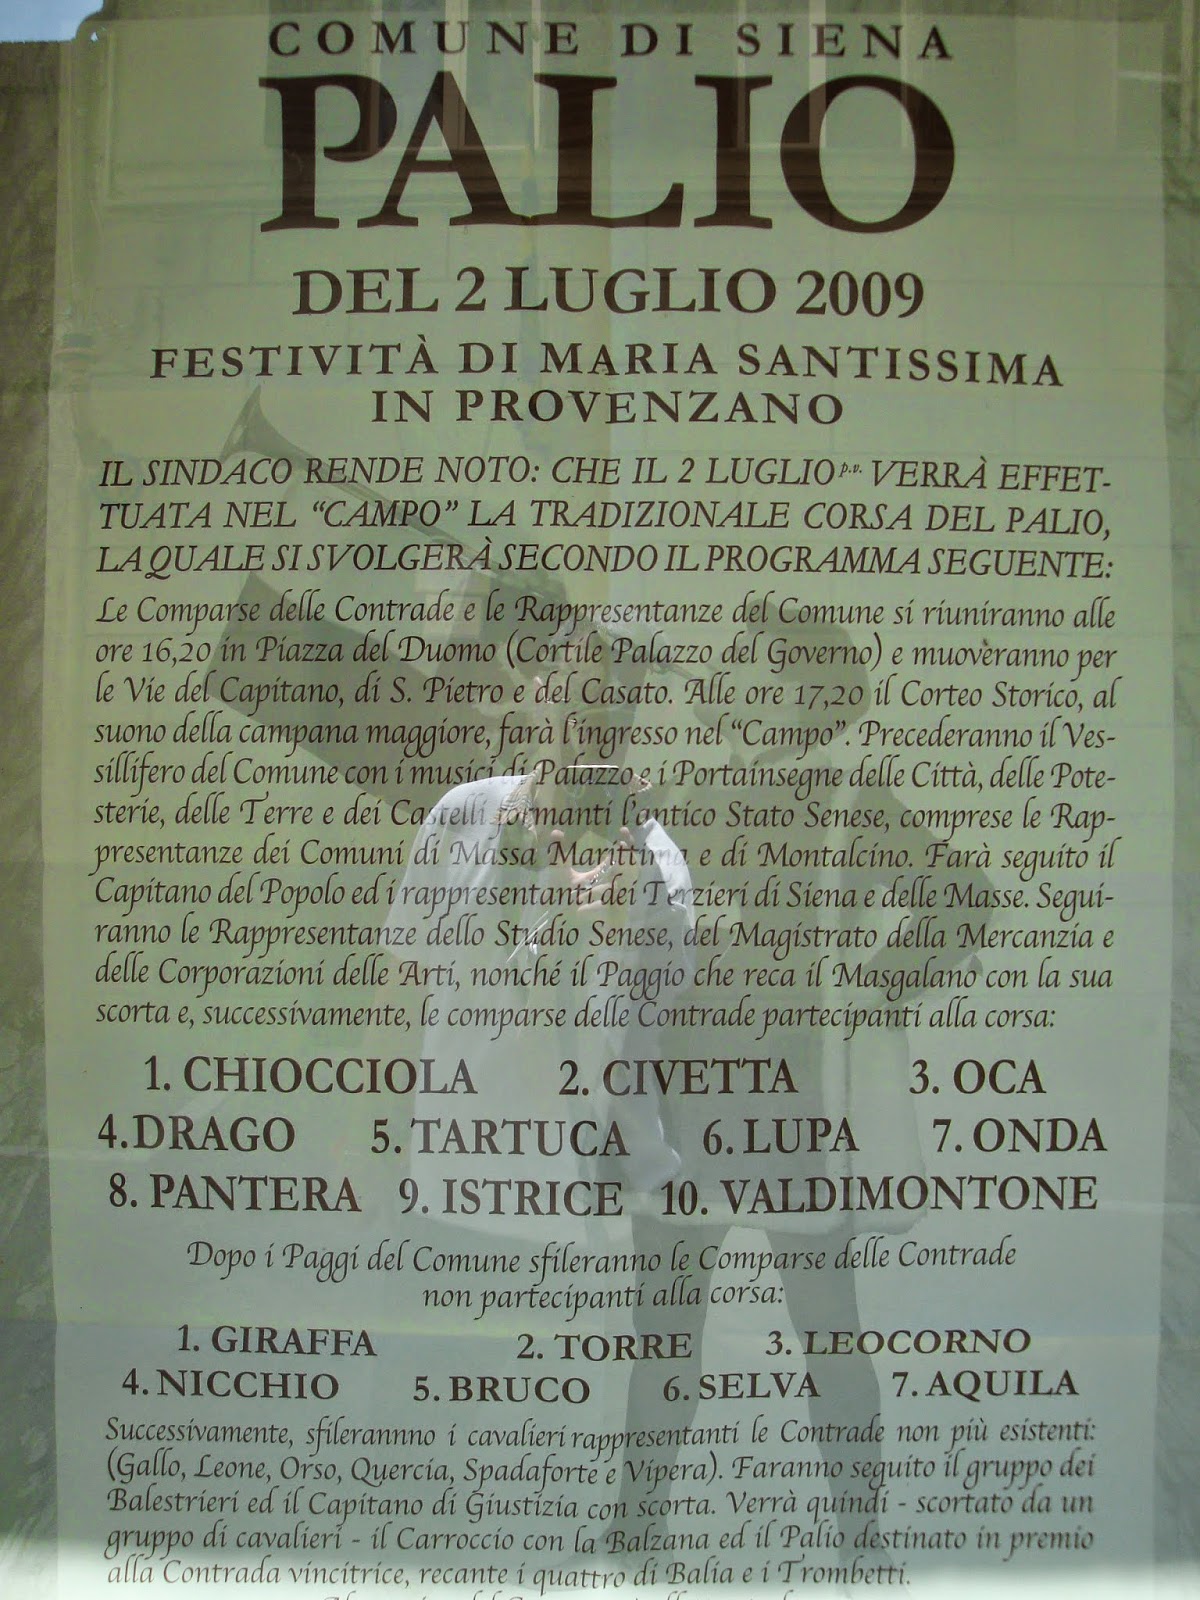 COMUNE DI SIENA
PALIO
DEL 2 LUGLIO 2009
FESTIVITÀ DI MARIA SANTISSIMA
IN PROVENZANO
IL SINDACO RENDE NOTO: CHE IL 2 LUGLIO p.v. VERRÀ EFFET-
TUATA NEL “CAMPO” LA TRADIZIONALE CORSA DEL PALIO,
LA QUALE SI SVOLGERÀ SECONDO IL PROGRAMMA SEGUENTE:
Le Comparse delle Contrade e le Rappresentanze del Comune si riuniranno alle
ore 16,20 in Piazza del Duomo (Cortile Palazzo del Governo) e muoveranno per
le Vie del Capitano, di S. Pietro e del Casato. Alle ore 17,20 il Corteo Storico, al
suono della campana maggiore, farà l’ingresso nel “Campo”. Precederanno il Ves-
sillifero del Comune con i musici di Palazzo e i Portainsegne delle Città, delle Pote-
sterie, delle Terre e dei Castelli formanti l’antico Stato Senese, comprese le Rap-
presentanze dei Comuni di Massa Marittima e di Montalcino. Farà seguito il
Capitano del Popolo ed i rappresentanti dei Terzieri di Siena e delle Masse. Segui-
ranno le Rappresentanze dello Studio Senese, del Magistrato della Mercanzia e
delle Corporazioni delle Arti, nonché il Paggio che reca il Masgalano con la sua
scorta e, successivamente, le comparse delle Contrade partecipanti alla corsa:
1. CHIOCCIOLA 2. CIVETTA 3. OCA
4. DRAGO 5. TARTUCA 6. LUPA 7. ONDA
8. PANTERA 9. ISTRICE 10. VALDIMONTONE
Dopo i Paggi del Comune sfileranno le Comparse delle Contrade
non partecipanti alla corsa:
1. GIRAFFA 2. TORRE 3. LEOCORNO
4. NICCHIO 5. BRUCO 6. SELVA 7. AQUILA
Successivamente, sfilerannno i cavalieri rappresentanti le Contrade non più esistenti:
(Gallo, Leone, Orso, Quercia, Spadaforte e Vipera). Faranno seguito il gruppo dei
Balestrieri ed il Capitano di Giustizia con scorta. Verrà quindi - scortato da un
gruppo di cavalieri - il Carroccio con la Balzana ed il Palio destinato in premio
alla Contrada vincitrice, recante i quattro di Balia e i Trombetti.